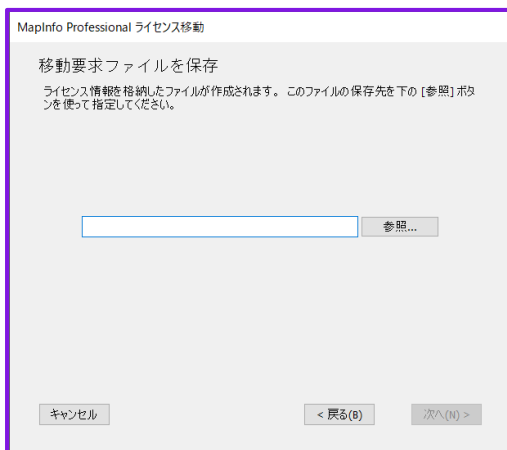 MapInfo Professional ライセンス移動
移動要求ファイルを保存
ライセンス情報を格納したファイルが作成されます。 このファイルの保存先を下の [参照] ボタ
ンを使って指定してください。
参照...
キャンセル
< 戻る(B)
次へ(N) >